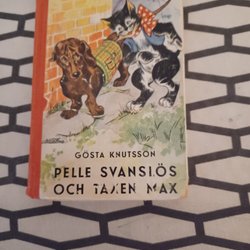 GÖSTA KNUTSSON
PELLE SVANSLÖS
OCH TAXEN MAX